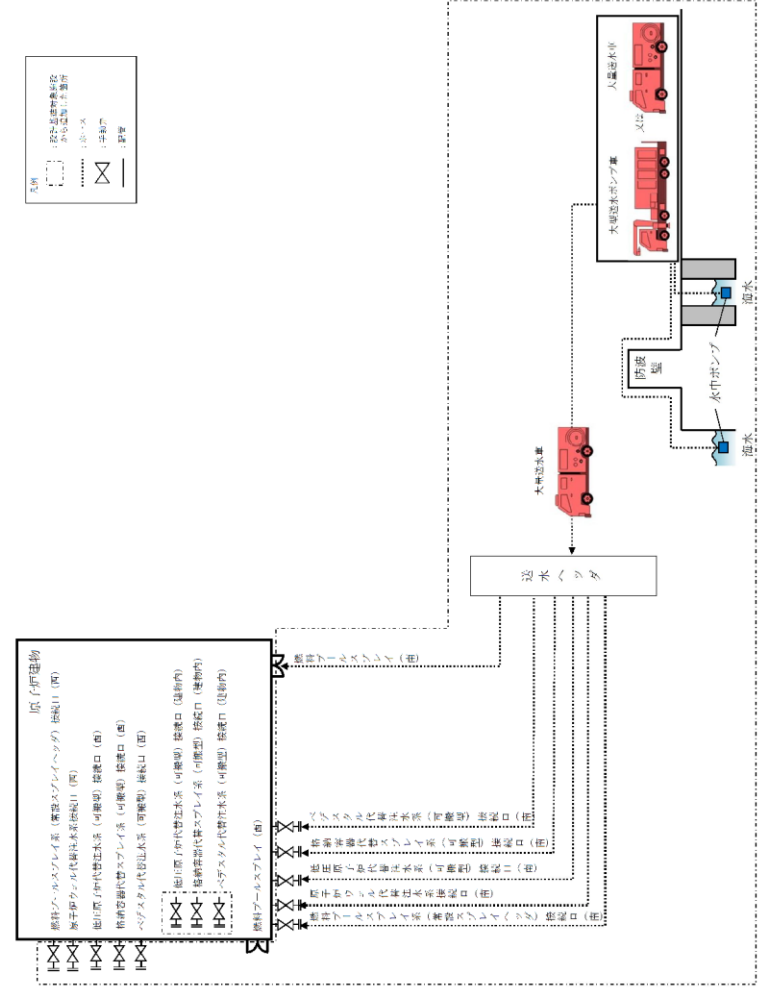 凡例
：設計基準対象施設
から追加した箇所
：ホース
：手動弁
：配管
原子炉建物
燃料プールスプレイ系（常設スプレイヘッダ）接続口（西）
原子炉ウェル代替注水系接続口（西）
低圧原子炉代替注水系（可搬型）接続口（西）
格納容器代替スプレイ系（可搬型）接続口（西）
ペデスタル代替注水系（可搬型）接続口（西）
低圧原子炉代替注水系（可搬型）接続口（建物内）
格納容器代替スプレイ系（可搬型）接続口（建物内）
ペデスタル代替注水系（可搬型）接続口（建物内）
燃料プールスプレイ（西）
燃料プールスプレイ（南）
ペデスタル代替注水系（可搬型）接続口（南）
格納容器代替スプレイ系（可搬型）接続口（南）
低圧原子炉代替注水系（可搬型）接続口（南）
原子炉ウェル代替注水系接続口（南）
燃料プールスプレイ系（常設スプレイヘッダ）接続口（南）
送水ヘッダ
大量送水車
大型送水ポンプ車
又は
大量送水車
防波
壁
水中ポンプ
海水
海水